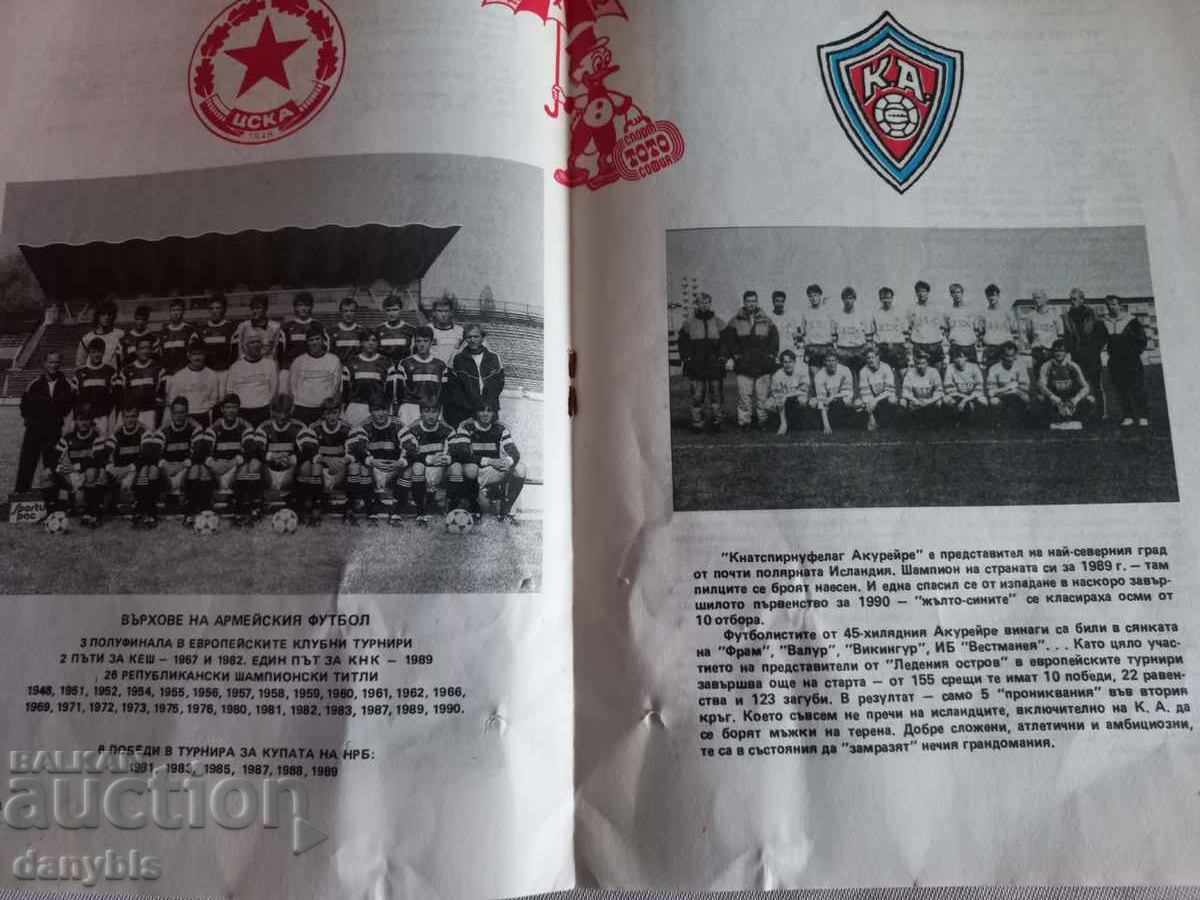 ЦСКА
1948
СПОРТ
ТОТО
СОФИЯ
К.А.
Sportu
рас
ВЪРХОВЕ НА АРМЕЙСКИЯ ФУТБОЛ
3 ПОЛУФИНАЛА В ЕВРОПЕЙСКИТЕ КЛУБНИ ТУРНИРИ
2 ПЪТИ ЗА КЕШ — 1967 И 1982. ЕДИН ПЪТ ЗА КНК — 1989
26 РЕПУБЛИКАНСКИ ШАМПИОНСКИ ТИТЛИ
1948, 1951, 1952, 1954, 1955, 1956, 1957, 1958, 1959, 1960, 1961, 1962, 1966,
1969, 1971, 1972, 1973, 1975, 1976, 1980, 1981, 1982, 1983, 1987, 1989, 1990.
ПОБЕДИ В ТУРНИРА ЗА КУПАТА НА НРБ:
1981, 1983, 1985, 1987, 1988, 1989
"Кнатспирнуфелаг Акурейре" е представител на най-северния град
от почти полярната Исландия. Шампион на страната си за 1989 г. — там
пилците се броят наесен. И една спасил се от изпадане в наскоро завър-
шилото първенство за 1990 — "жълто-сините" се класираха осми от
10 отбора.
Футболистите от 45-хилядния Акурейре винаги са били в сянката
на "Фрам", "Валур", "Викингур", ИБ "Вестманея". . . Като цяло учас-
тието на представители от "Ледения остров" в европейските турнири
завършва още на старта — от 155 срещи те имат 10 победи, 22 равен-
ства и 123 загуби. В резултат — само 5 "прониквания" във втория
кръг. Което съвсем не пречи на исландците, включително на К. А. да
се борят мъжки на терена. Добре сложени, атлетични и амбициозни,
те са в състояния да "замразят" нечия грандомания.
BALKAN
auction
danybls